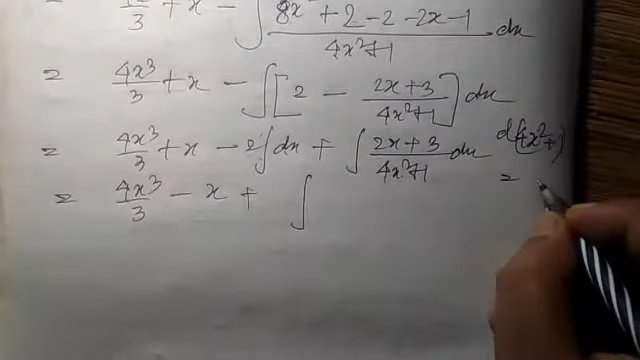 /3 + x − ∫ (8x² + 2 − 2 − 2x − 1)/(4x²+1) dx
= 4x³/3 + x − ∫[2 − (2x+3)/(4x²+1)] dx
= 4x³/3 + x − 2∫dx + ∫ (2x+3)/(4x²+1) dx d(4x²+1)
= 4x³/3 − x + ∫ =